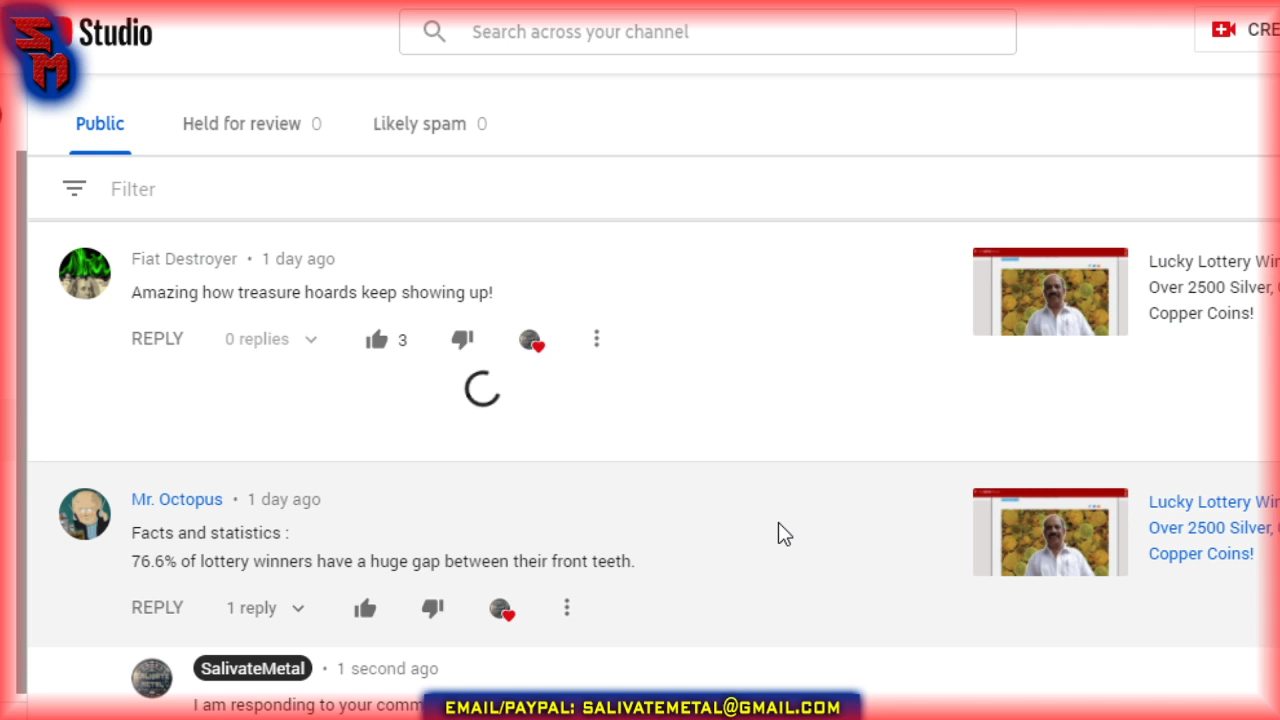 SM
Studio
Search across your channel
CRE
Public
Held for review 0
Likely spam 0
Filter
Fiat Destroyer • 1 day ago
Amazing how treasure hoards keep showing up!
REPLY 0 replies 3
Lucky Lottery Win
Over 2500 Silver,
Copper Coins!
Mr. Octopus • 1 day ago
Facts and statistics :
76.6% of lottery winners have a huge gap between their front teeth.
REPLY 1 reply
Lucky Lottery Win
Over 2500 Silver,
Copper Coins!
SALIVATE METAL
SalivateMetal • 1 second ago
I am responding to your comm
EMAIL/PAYPAL: SALIVATEMETAL@GMAIL.COM